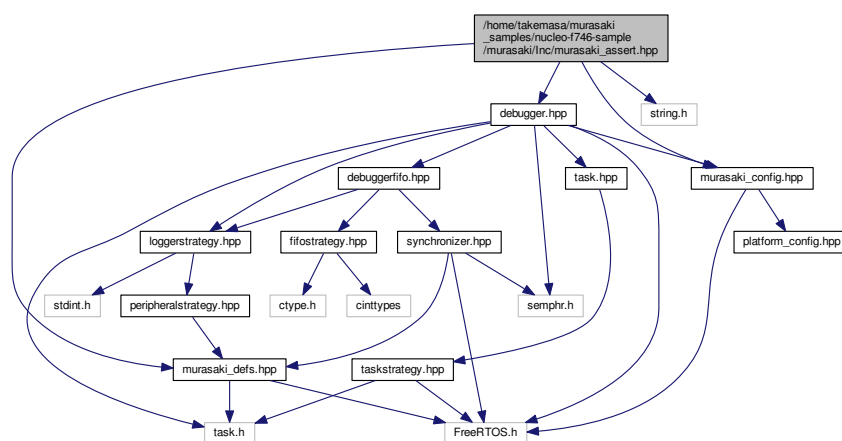 /home/takemasa/murasaki
_samples/nucleo-f746-sample
/murasaki/Inc/murasaki_assert.hpp
debugger.hpp
string.h
debuggerfifo.hpp
task.hpp
murasaki_config.hpp
loggerstrategy.hpp
fifostrategy.hpp
synchronizer.hpp
platform_config.hpp
stdint.h
peripheralstrategy.hpp
ctype.h
cinttypes
semphr.h
murasaki_defs.hpp
taskstrategy.hpp
task.h
FreeRTOS.h